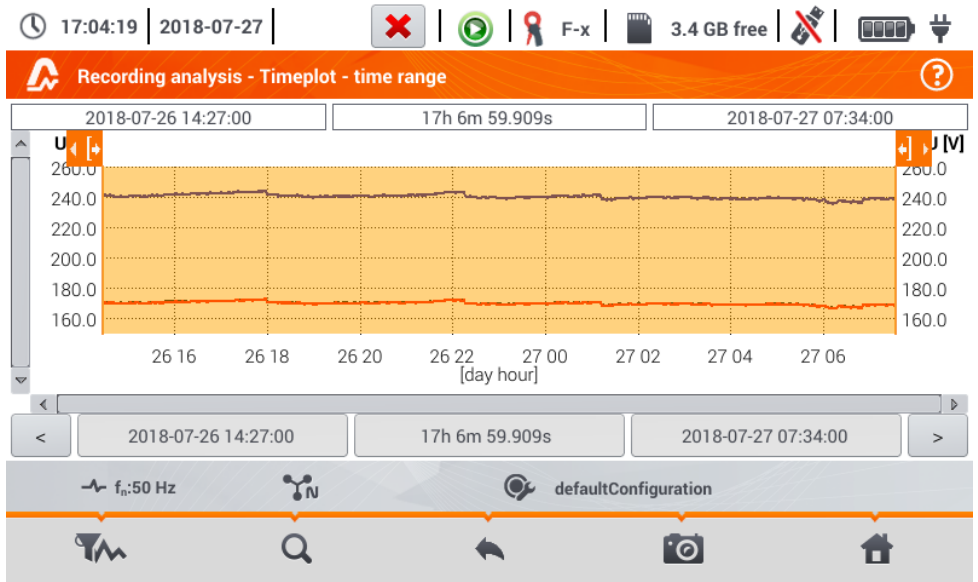 17:04:19 2018-07-27 F-x 3.4 GB free
Recording analysis - Timeplot - time range ?
2018-07-26 14:27:00 17h 6m 59.909s 2018-07-27 07:34:00
U U [V]
260.0 260.0
240.0 240.0
220.0 220.0
200.0 200.0
180.0 180.0
160.0 160.0
26 16 26 18 26 20 26 22 27 00 27 02 27 04 27 06
[day hour]
< 2018-07-26 14:27:00 17h 6m 59.909s 2018-07-27 07:34:00 >
fn:50 Hz N defaultConfiguration